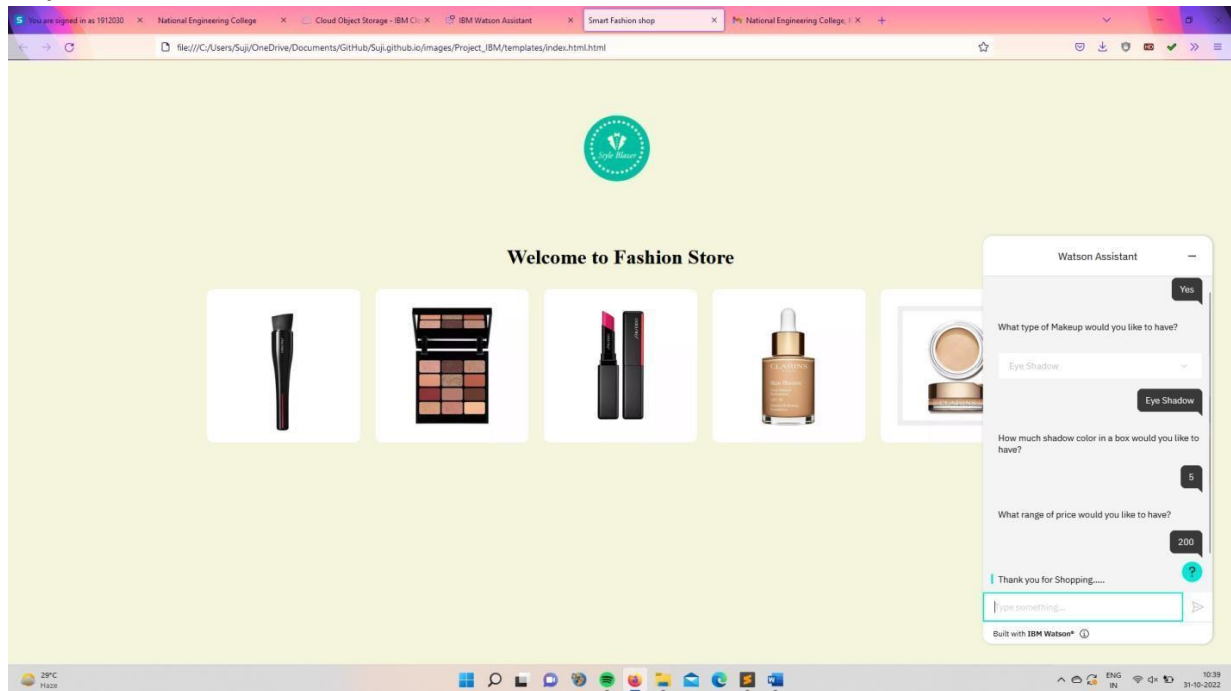 You are signed in as 1912030
National Engineering College
Cloud Object Storage - IBM Clo
IBM Watson Assistant
Smart Fashion shop
National Engineering College,
file:///C:/Users/Suji/OneDrive/Documents/GitHub/Suji.github.io/images/Project_IBM/templates/index.html.html
Style Blazer
Welcome to Fashion Store
SHISEIDO
CLARINS
Skin Illusion
Watson Assistant
Yes
What type of Makeup would you like to have?
Eye Shadow
Eye Shadow
How much shadow color in a box would you like to
have?
5
What range of price would you like to have?
200
?
Thank you for Shopping.....
Type something...
Built with IBM Watson®
29°C
Haze
ENG
IN
10:39
31-10-2022